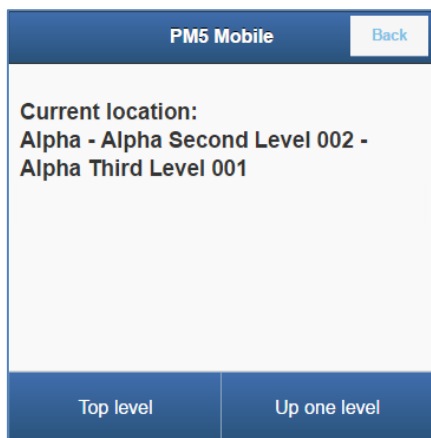 PM5 Mobile
Back
Current location:
Alpha - Alpha Second Level 002 -
Alpha Third Level 001
Top level
Up one level